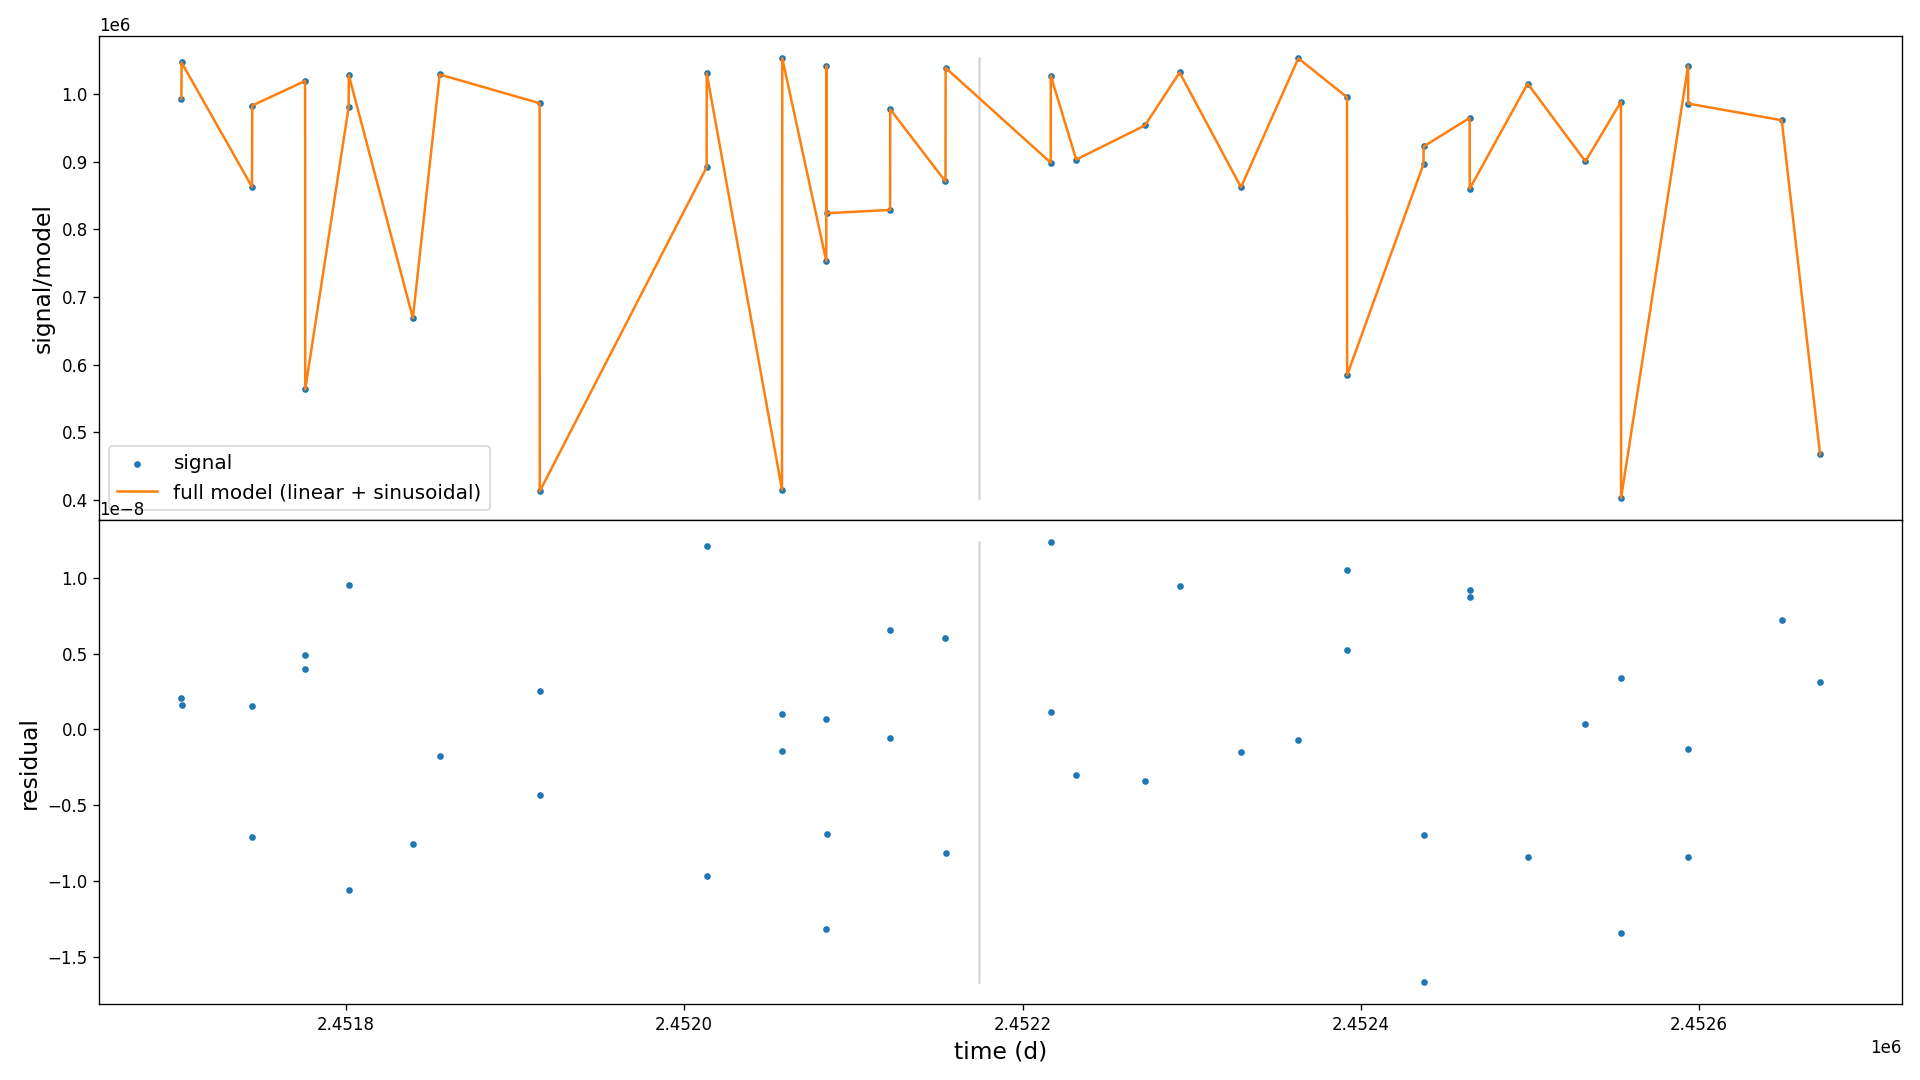 1e6
signal/model
1.0
0.9
0.8
0.7
0.6
0.5
0.4
signal
full model (linear + sinusoidal)
1e−8
residual
1.0
0.5
0.0
−0.5
−1.0
−1.5
2.4518 2.4520 2.4522 2.4524 2.4526
time (d)
1e6